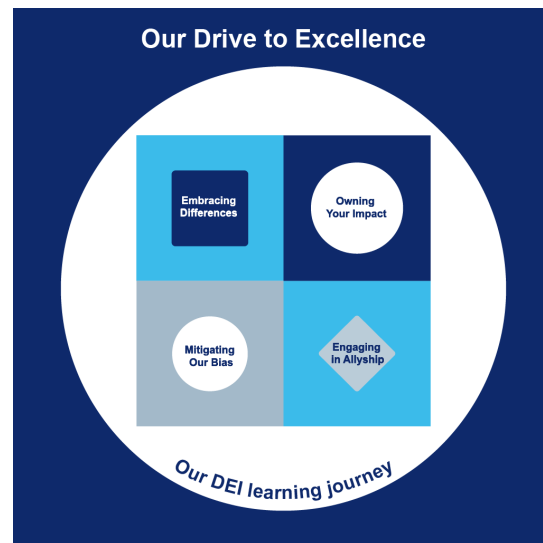 Our Drive to Excellence
Embracing
Differences
Owning
Your Impact
Mitigating
Our Bias
Engaging
in Allyship
Our DEI learning journey